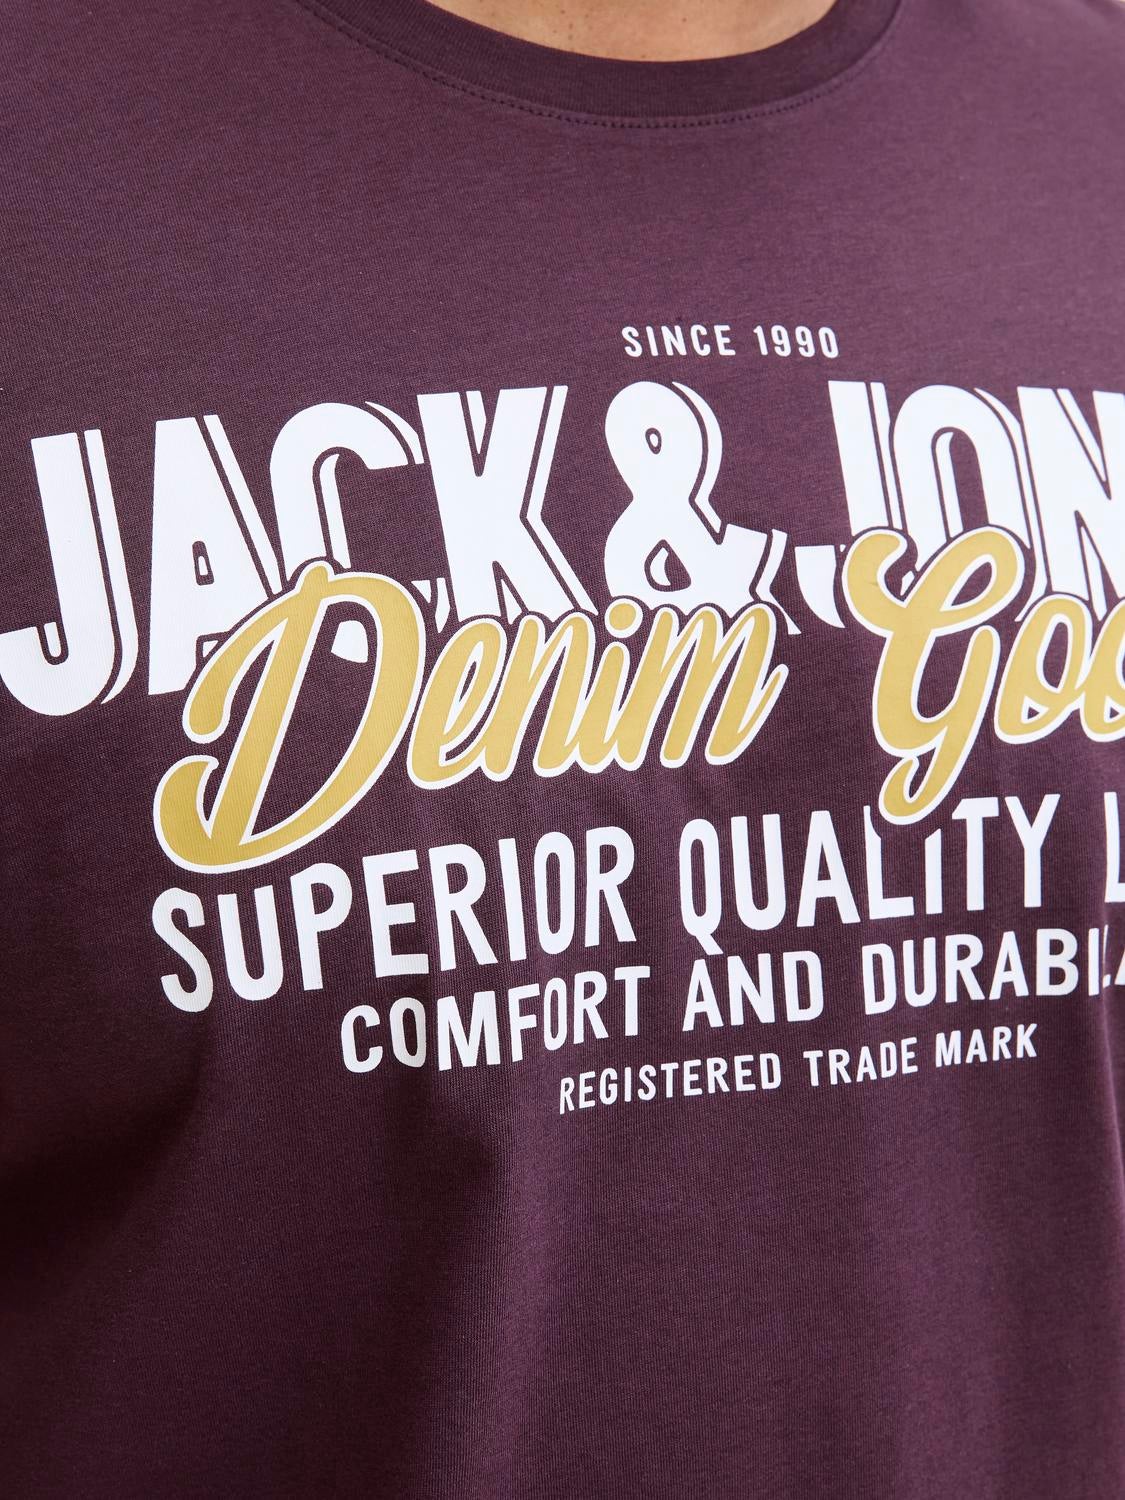 SINCE 1990
JACK & JON
Denim Goo
SUPERIOR QUALITY L
COMFORT AND DURABIL
REGISTERED TRADE MARK